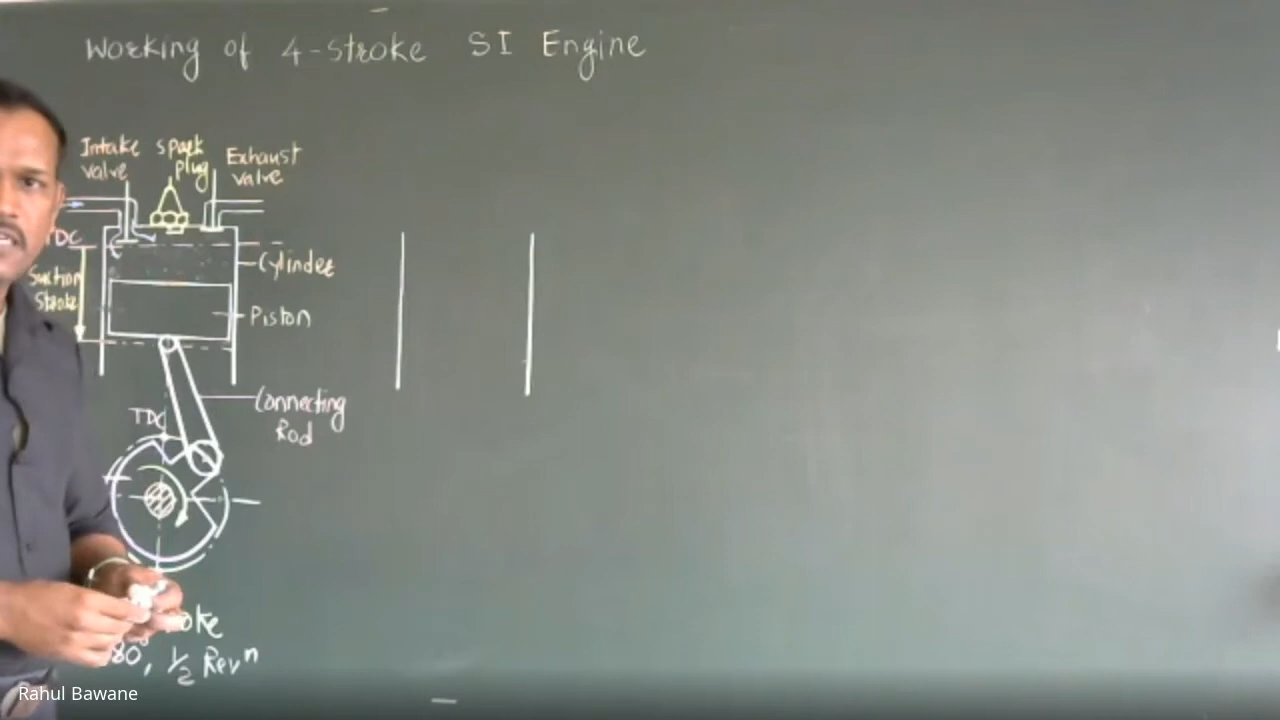 Working of 4-Stroke SI Engine
Intake valve
Spark plug
Exhaust valve
DC
Suction Stroke
Cylinder
Piston
Connecting Rod
TDC
oke
80°, 1/2 Revⁿ
Rahul Bawane